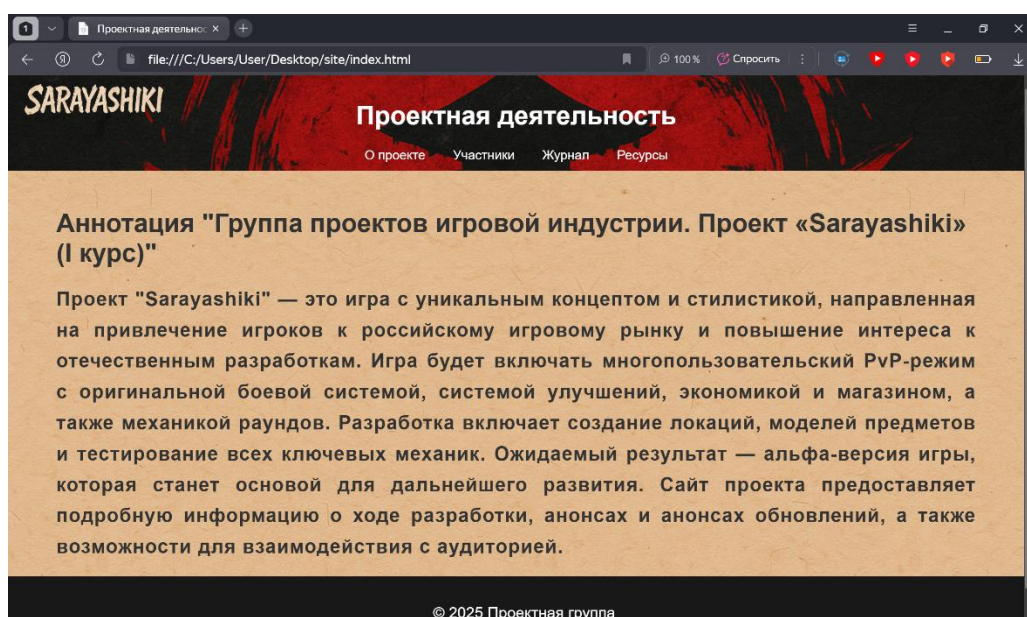 1
Проектная деятельнос
file:///C:/Users/User/Desktop/site/index.html
100 %
Спросить
SARAYASHIKI
Проектная деятельность
О проекте Участники Журнал Ресурсы
Аннотация "Группа проектов игровой индустрии. Проект «Sarayashiki»
(I курс)"
Проект "Sarayashiki" — это игра с уникальным концептом и стилистикой, направленная
на привлечение игроков к российскому игровому рынку и повышение интереса к
отечественным разработкам. Игра будет включать многопользовательский PvP-режим
с оригинальной боевой системой, системой улучшений, экономикой и магазином, а
также механикой раундов. Разработка включает создание локаций, моделей предметов
и тестирование всех ключевых механик. Ожидаемый результат — альфа-версия игры,
которая станет основой для дальнейшего развития. Сайт проекта предоставляет
подробную информацию о ходе разработки, анонсах и анонсах обновлений, а также
возможности для взаимодействия с аудиторией.
© 2025 Проектная группа